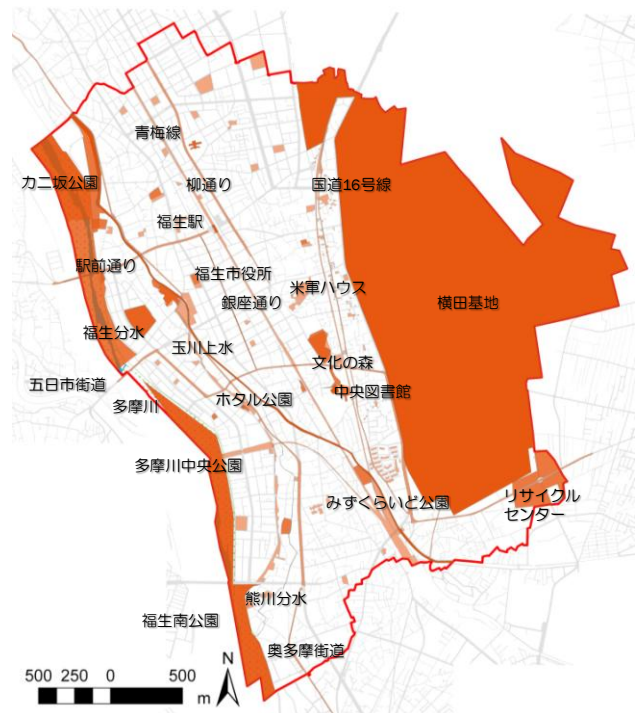 青梅線
カニ坂公園
柳通り
国道16号線
福生駅
駅前通り
福生市役所
米軍ハウス
銀座通り
横田基地
福生分水
玉川上水
文化の森
五日市街道
ホタル公園
中央図書館
多摩川
多摩川中央公園
みずくらいど公園
リサイクル
センター
熊川分水
福生南公園
奥多摩街道
N
500 250 0 500
m